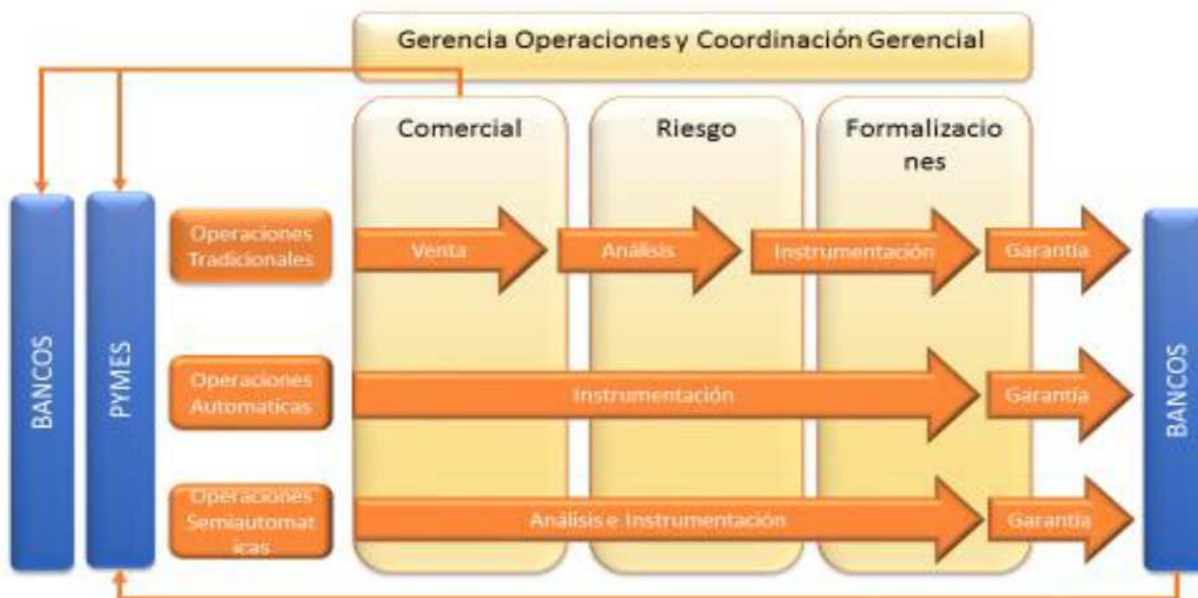 Gerencia Operaciones y Coordinación Gerencial
Comercial
Riesgo
Formalizacio
nes
BANCOS
PYMES
Operaciones
Tradicionales
Venta
Análisis
Instrumentación
Garantía
Operaciones
Automaticas
Instrumentación
Garantía
Operaciones
Semiautomat
icas
Análisis e Instrumentación
Garantía
BANCOS